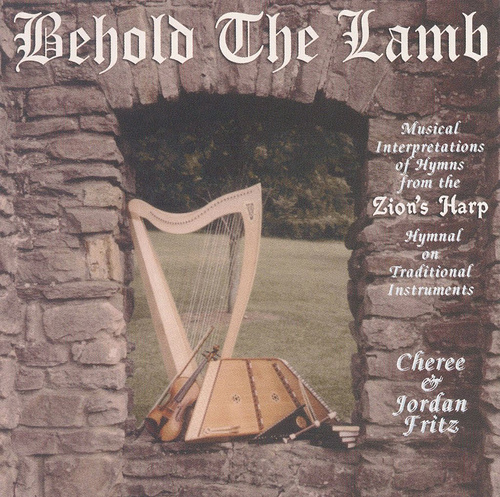 Behold The Lamb
Musical
Interpretations
of Hymns
from the
Zion's Harp
Hymnal
on
Traditional
Instruments
Cheree
&
Jordan
Fritz